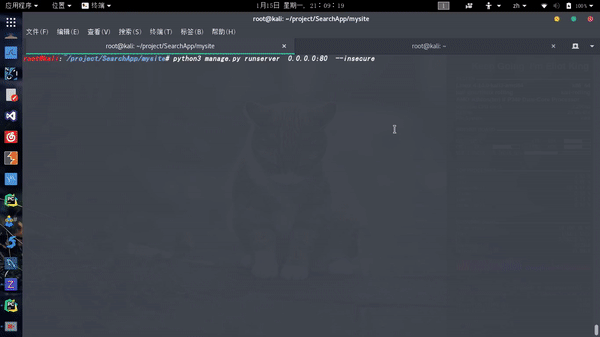 应用程序 位置 终端 1月15日 星期一, 21:09:19 1 zh 100%
root@kali: ~/project/SearchApp/mysite
文件(F) 编辑(E) 查看(V) 搜索(S) 终端(T) 标签(B) 帮助(H)
root@kali: ~/project/SearchApp/mysite × root@kali: ~ ×
root@kali:~/project/SearchApp/mysite# python3 manage.py runserver 0.0.0.0:80 --insecure